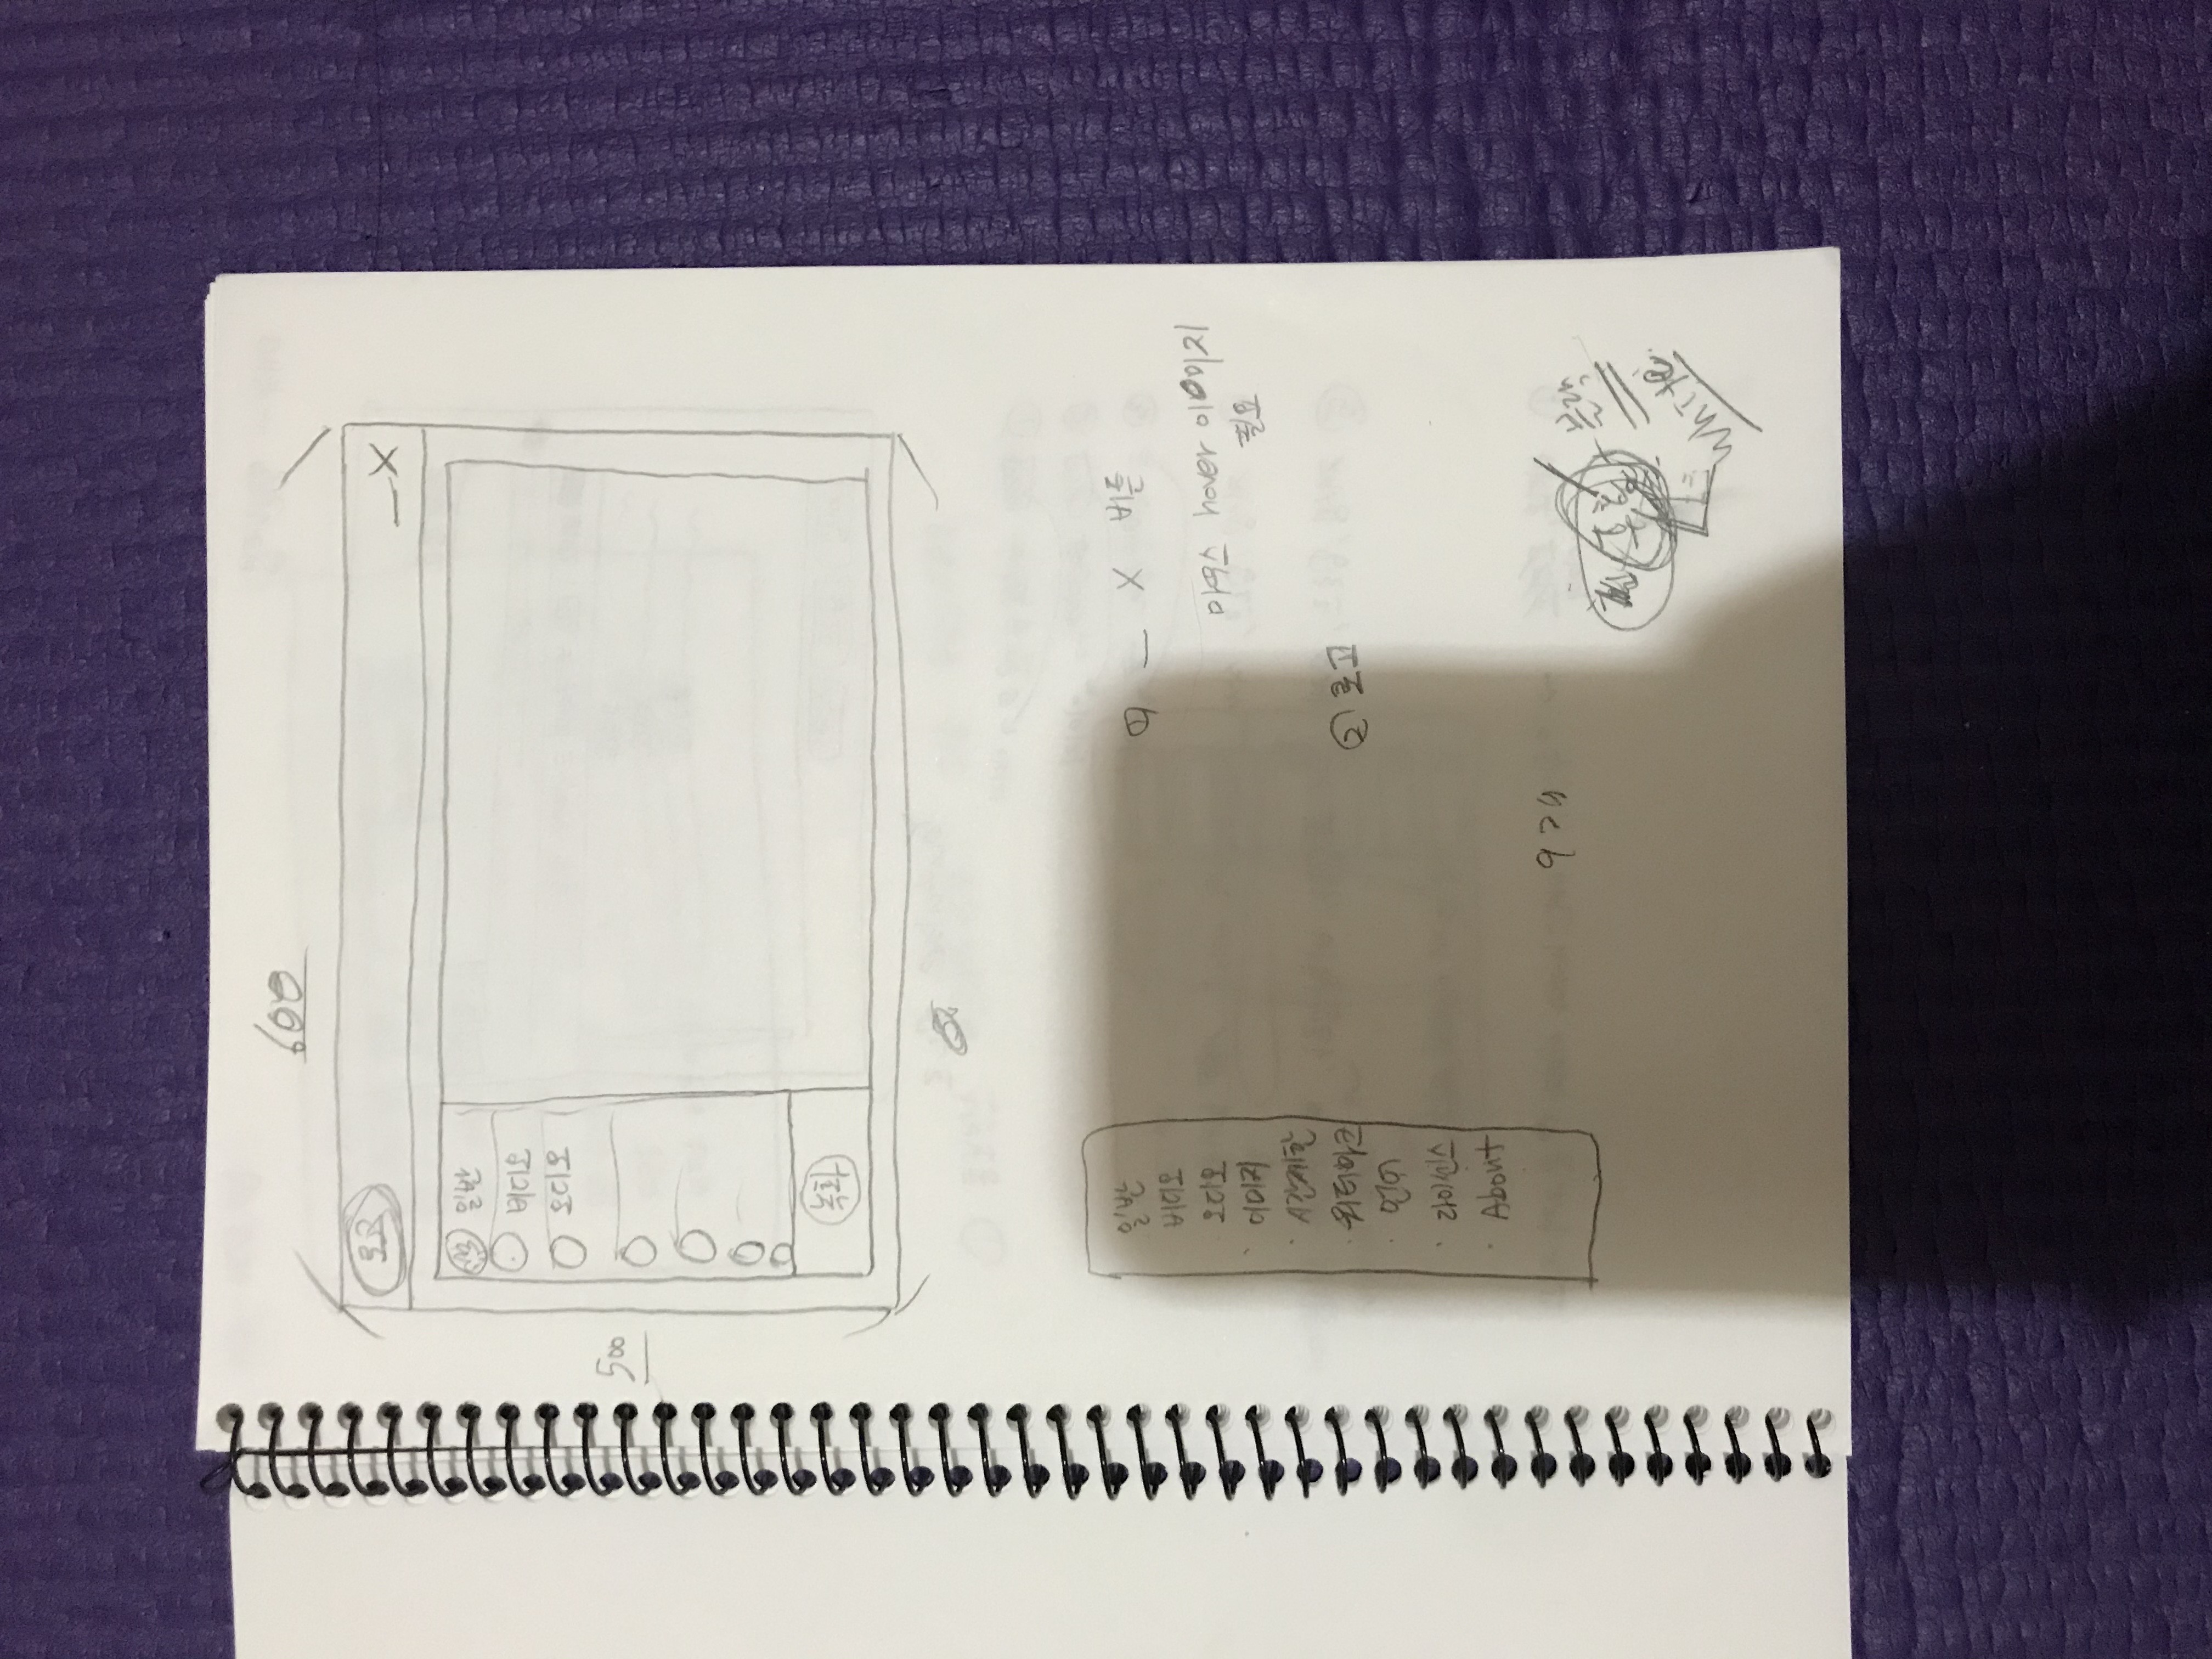 600
로고 _ X
일반
비디오
오디오
500
녹화
일반
비디오
오디오
이미지
시간제한
워터마크
언어
라이센스
About
9개
① _ X 버튼
마우스 hover 이미지
필요
② 로고
블랙
White